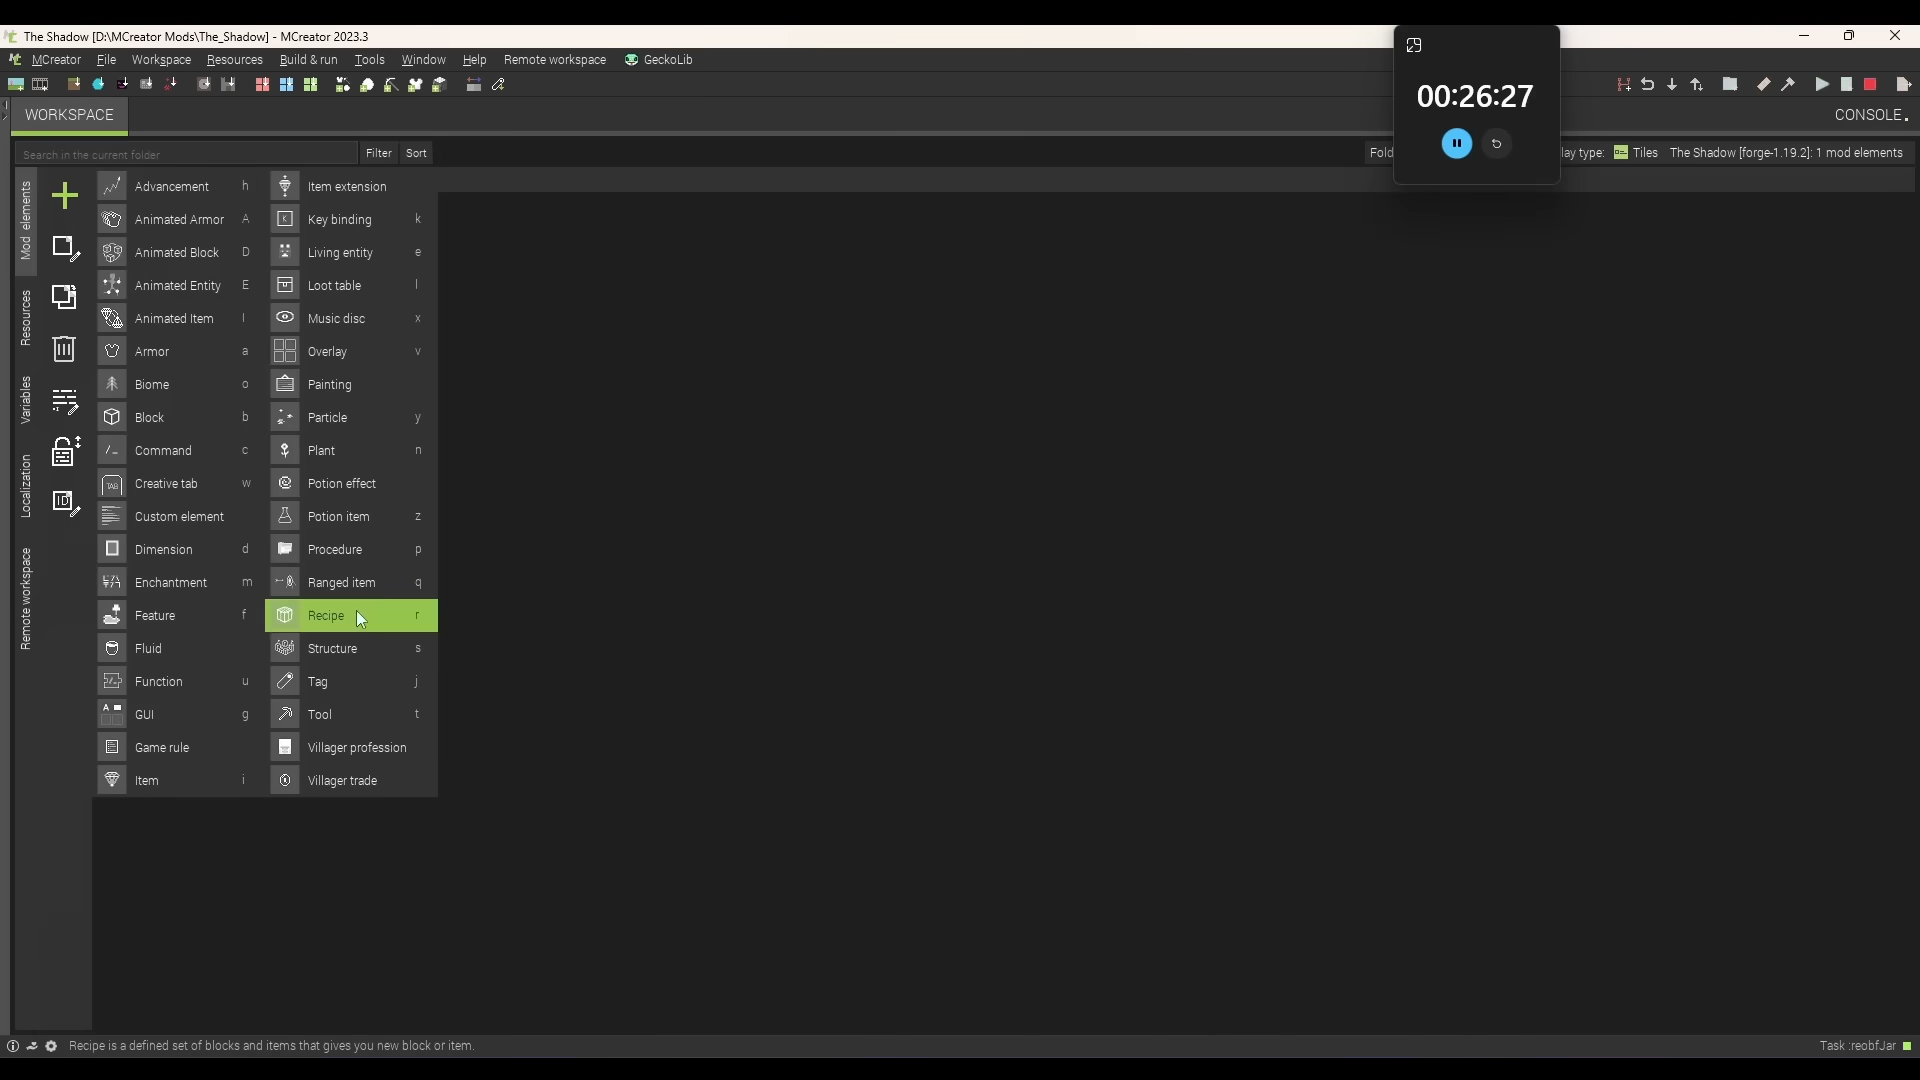 The Shadow [D:\MCreator Mods\The_Shadow] - MCreator 2023.3
MCreator File Workspace Resources Build & run Tools Window Help Remote workspace GeckoLib
00:26:27
WORKSPACE
CONSOLE
Search in the current folder
Filter Sort
Fold
lay type: Tiles The Shadow [forge-1.19.2]: 1 mod elements
Mod elements
Resources
Variables
Localization
Remote workspace
Advancement h
Animated Armor A
Animated Block D
Animated Entity E
Animated Item I
Armor a
Biome o
Block b
Command c
Creative tab w
Custom element
Dimension d
Enchantment m
Feature f
Fluid
Function u
GUI g
Game rule
Item i
Item extension
Key binding k
Living entity e
Loot table l
Music disc x
Overlay v
Painting
Particle y
Plant n
Potion effect
Potion item z
Procedure p
Ranged item q
Recipe r
Structure s
Tag j
Tool t
Villager profession
Villager trade
Recipe is a defined set of blocks and items that gives you new block or item.
Task :reobfJar